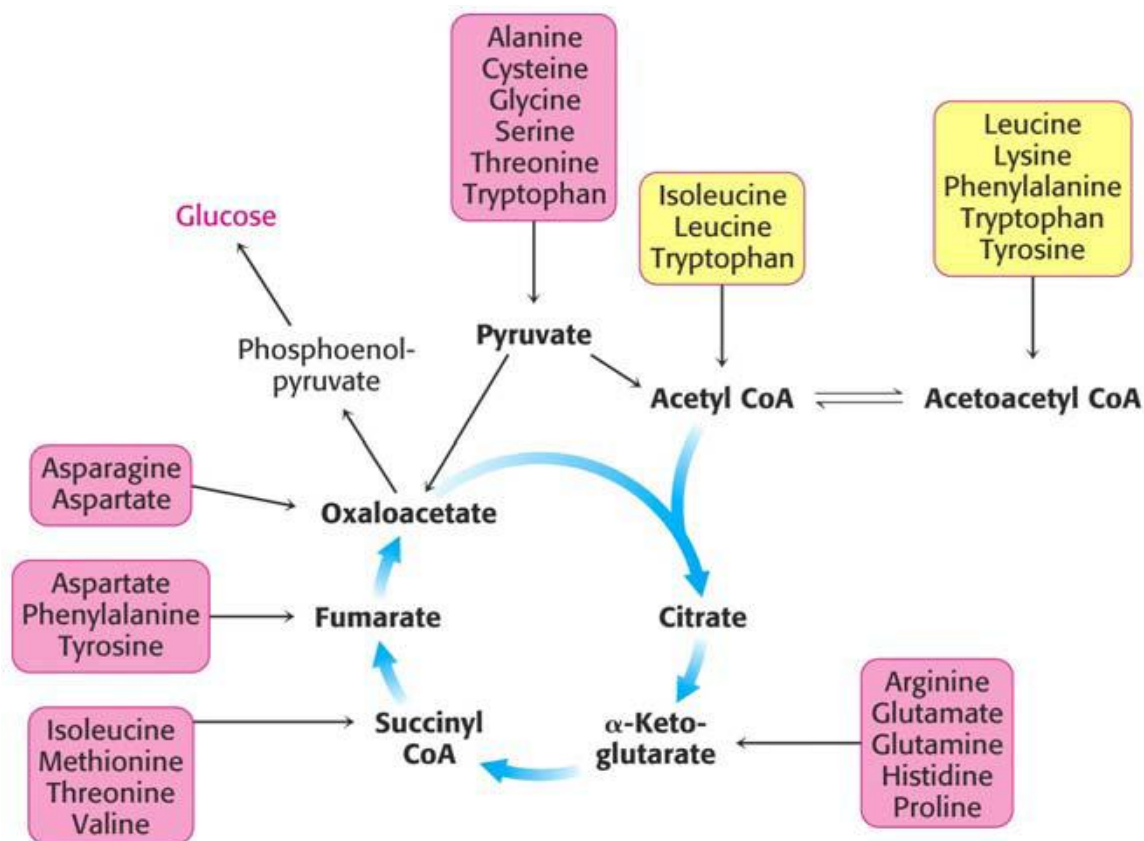 Alanine
Cysteine
Glycine
Serine
Threonine
Tryptophan
Leucine
Lysine
Phenylalanine
Tryptophan
Tyrosine
Isoleucine
Leucine
Tryptophan
Glucose
Pyruvate
Phosphoenol-
pyruvate
Acetyl CoA
Acetoacetyl CoA
Asparagine
Aspartate
Oxaloacetate
Aspartate
Phenylalanine
Tyrosine
Fumarate
Citrate
Isoleucine
Methionine
Threonine
Valine
Succinyl
CoA
α-Keto-
glutarate
Arginine
Glutamate
Glutamine
Histidine
Proline